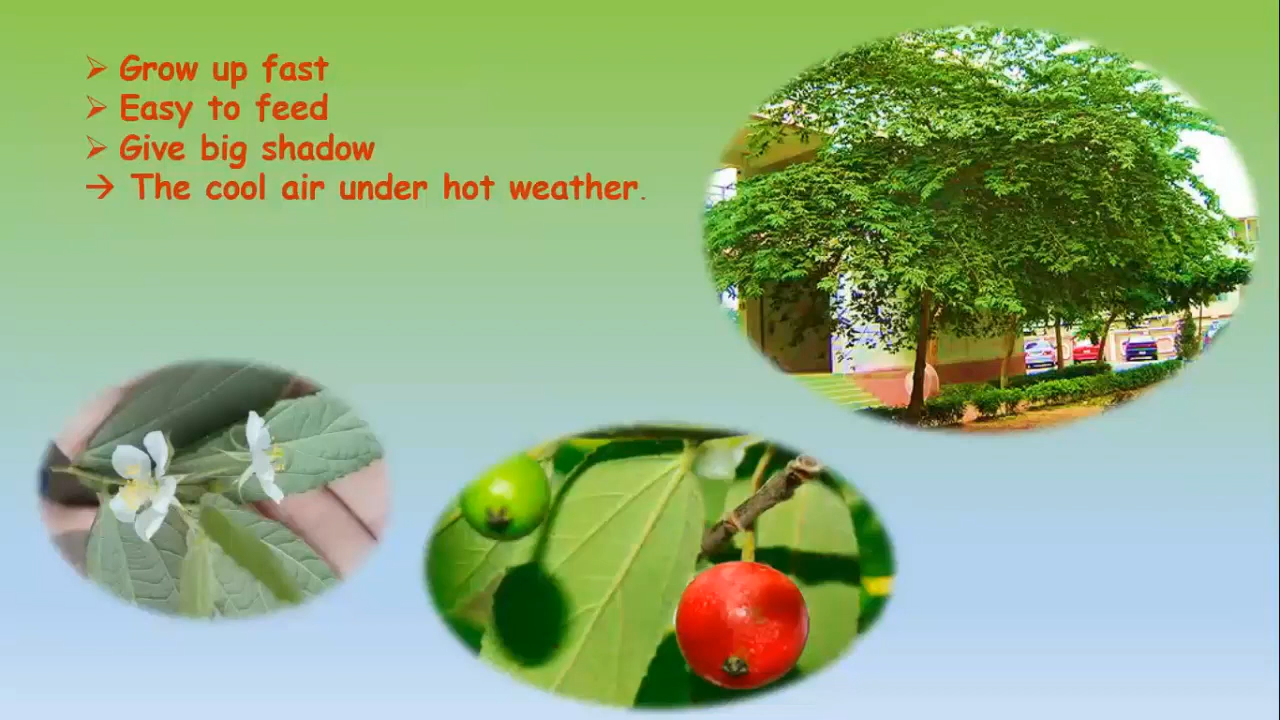 ➢ Grow up fast
➢ Easy to feed
➢ Give big shadow
→ The cool air under hot weather.